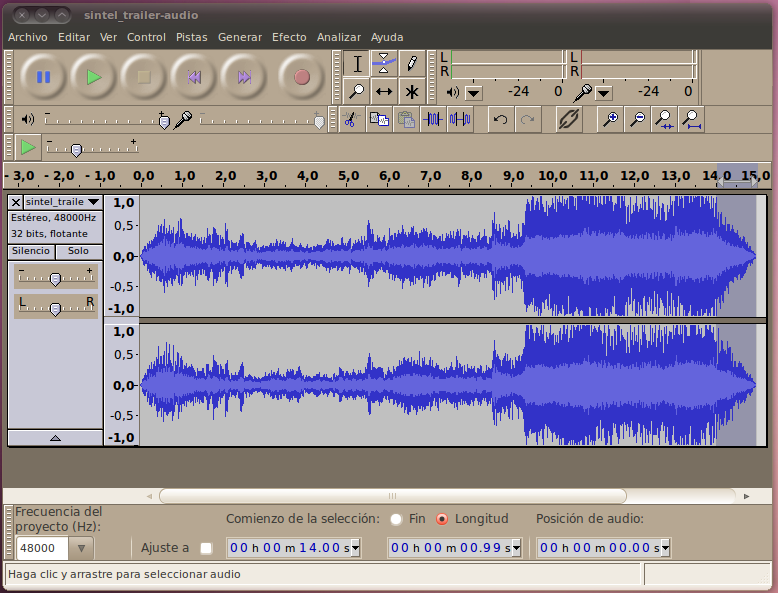 sintel_trailer-audio
Archivo Editar Ver Control Pistas Generar Efecto Analizar Ayuda
L L
R R
-24 0 -24 0
- + - +
- +
- 3,0 - 2,0 - 1,0 0,0 1,0 2,0 3,0 4,0 5,0 6,0 7,0 8,0 9,0 10,0 11,0 12,0 13,0 14,0 15,0
sintel_traile
Estéreo, 48000Hz
32 bits, flotante
Silencio Solo
- +
L R
1,0
0,5-
0,0-
-0,5-
-1,0
1,0
0,5-
0,0-
-0,5-
-1,0
Frecuencia del
proyecto (Hz):
48000
Ajuste a
Comienzo de la selección: Fin Longitud Posición de audio:
00 h 00 m 14.00 s 00 h 00 m 00.99 s 00 h 00 m 00.00 s
Haga clic y arrastre para seleccionar audio